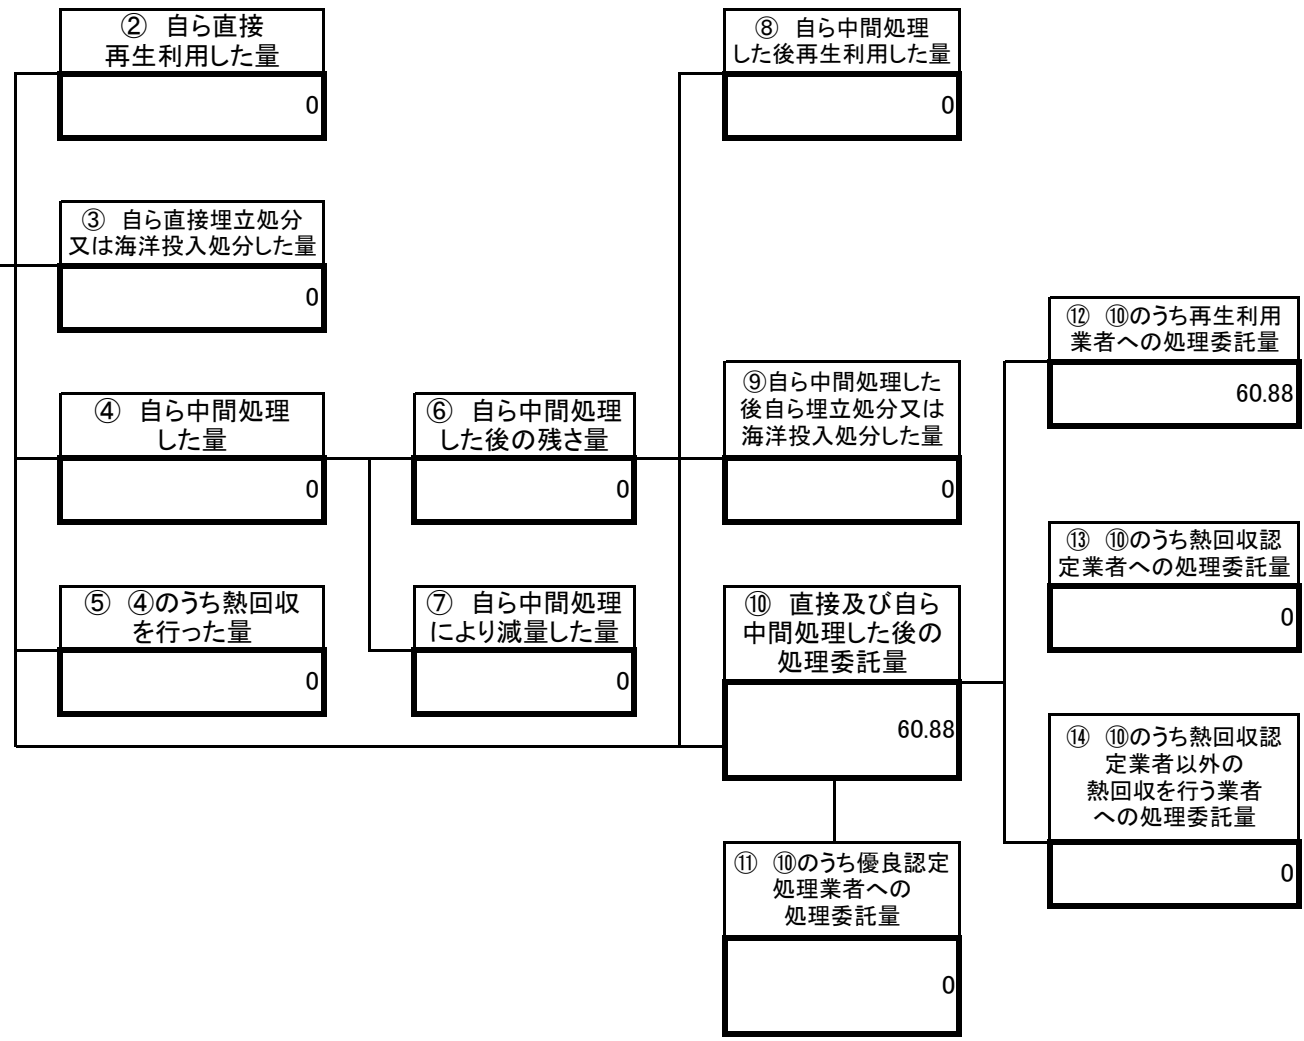 ② 自ら直接
再生利用した量
0
⑧ 自ら中間処理
した後再生利用した量
0
③ 自ら直接埋立処分
又は海洋投入処分した量
0
④ 自ら中間処理
した量
0
⑥ 自ら中間処理
した後の残さ量
0
⑨自ら中間処理した
後自ら埋立処分又は
海洋投入処分した量
0
⑫ ⑩のうち再生利用
業者への処理委託量
60.88
⑤ ④のうち熱回収
を行った量
0
⑦ 自ら中間処理
により減量した量
0
⑩ 直接及び自ら
中間処理した後の
処理委託量
60.88
⑬ ⑩のうち熱回収認
定業者への処理委託量
0
⑭ ⑩のうち熱回収認
定業者以外の
熱回収を行う業者
への処理委託量
0
⑪ ⑩のうち優良認定
処理業者への
処理委託量
0